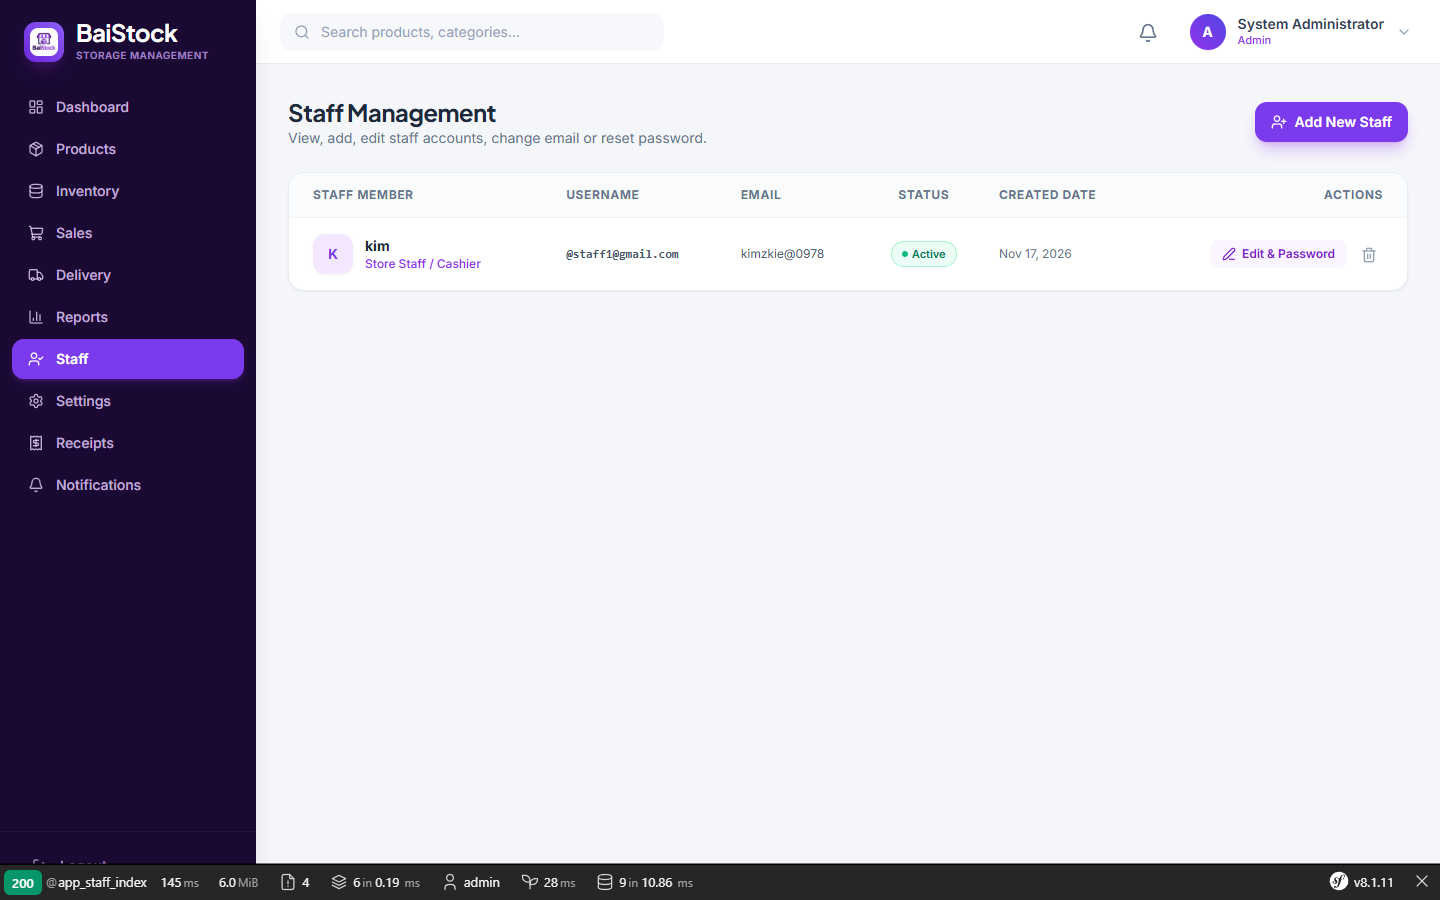 BaiStock
STORAGE MANAGEMENT
Dashboard
Products
Inventory
Sales
Delivery
Reports
Staff
Settings
Receipts
Notifications
Logout
Search products, categories...
A
System Administrator
Admin
Staff Management
View, add, edit staff accounts, change email or reset password.
Add New Staff
STAFF MEMBER USERNAME EMAIL STATUS CREATED DATE ACTIONS
K
kim
Store Staff / Cashier
@staff1@gmail.com
kimzkie@0978
Active
Nov 17, 2026
Edit & Password
200 @app_staff_index 145 ms 6.0 MiB 4 6 in 0.19 ms admin 28 ms 9 in 10.86 ms sf v8.1.11